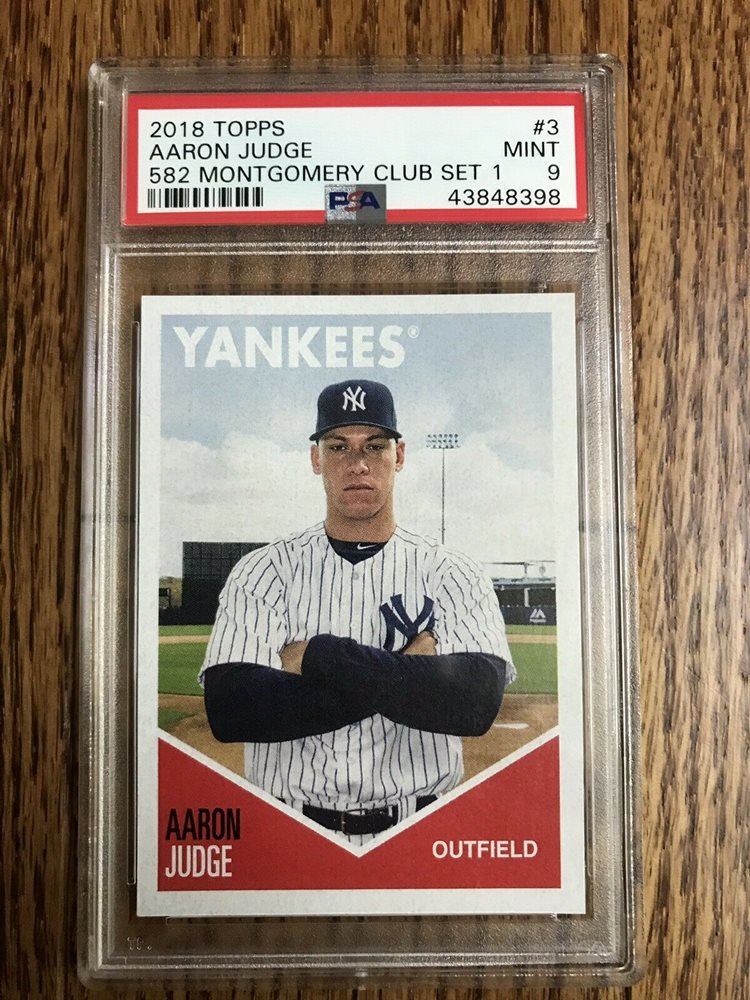 2018 TOPPS #3
AARON JUDGE MINT
582 MONTGOMERY CLUB SET 1 9
PSA 43848398
YANKEES®
NY
NY
AARON
JUDGE
OUTFIELD